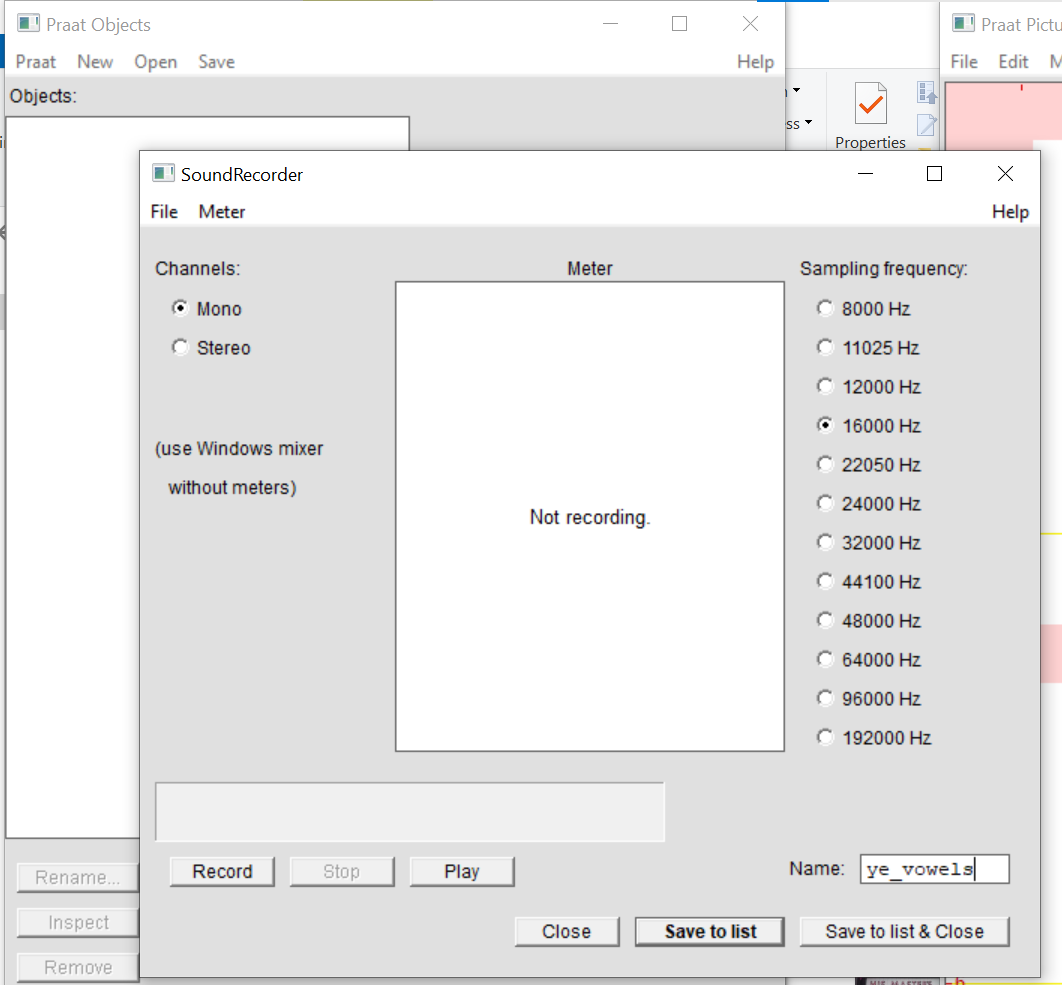 Praat Objects
Praat New Open Save Help
Objects:
Praat Pictu
File Edit M
ss
Properties
SoundRecorder
File Meter Help
Channels:
Mono
Stereo
(use Windows mixer
without meters)
Meter
Not recording.
Sampling frequency:
8000 Hz
11025 Hz
12000 Hz
16000 Hz
22050 Hz
24000 Hz
32000 Hz
44100 Hz
48000 Hz
64000 Hz
96000 Hz
192000 Hz
Record Stop Play
Name: ye_vowels
Close Save to list Save to list & Close
Rename...
Inspect
Remove